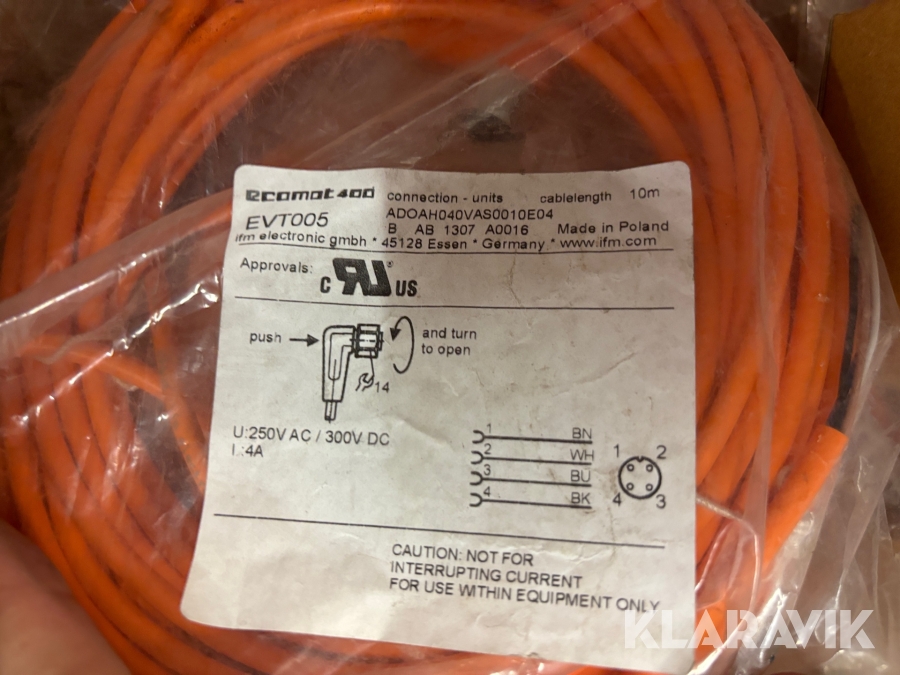 ecomat400 connection - units cablelength 10m
EVT005 ADOAH040VAS0010E04
B AB 1307 A0016 Made in Poland
ifm electronic gmbh * 45128 Essen * Germany * www.ifm.com
Approvals: C RU ® US
push and turn
to open
14
U:250V AC / 300V DC
I.:4A
1 BN
2 WH
3 BU
4 BK
1 2
4 3
CAUTION: NOT FOR
INTERRUPTING CURRENT
FOR USE WITHIN EQUIPMENT ONLY
KLARAVIK